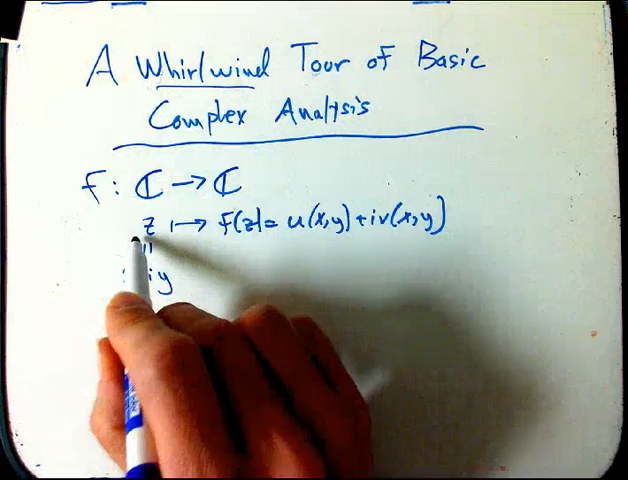 A Whirlwind Tour of Basic
Complex Analysis
f: ℂ → ℂ
z ↦ f(z) = u(x,y) + iv(x,y)
||
iy